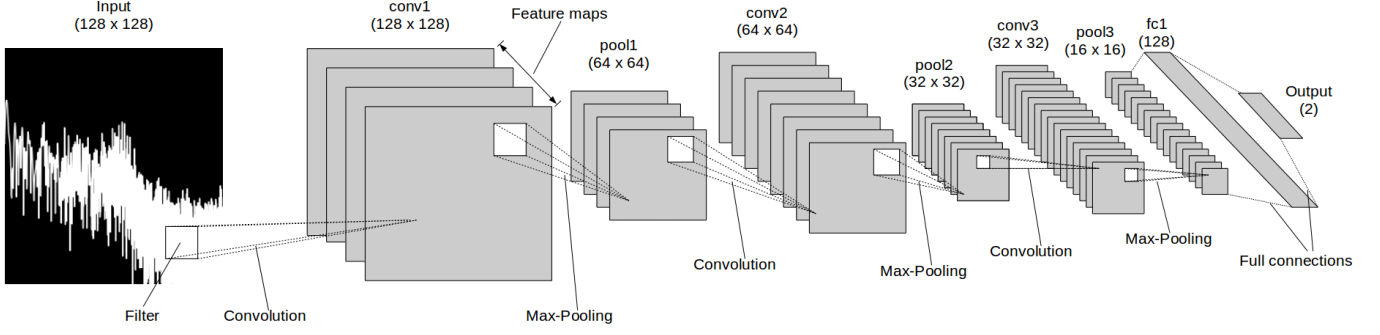 Input
(128 x 128)
conv1
(128 x 128)
Feature maps
pool1
(64 x 64)
conv2
(64 x 64)
pool2
(32 x 32)
conv3
(32 x 32)
pool3
(16 x 16)
fc1
(128)
Output
(2)
Filter
Convolution
Max-Pooling
Convolution
Max-Pooling
Convolution
Max-Pooling
Full connections